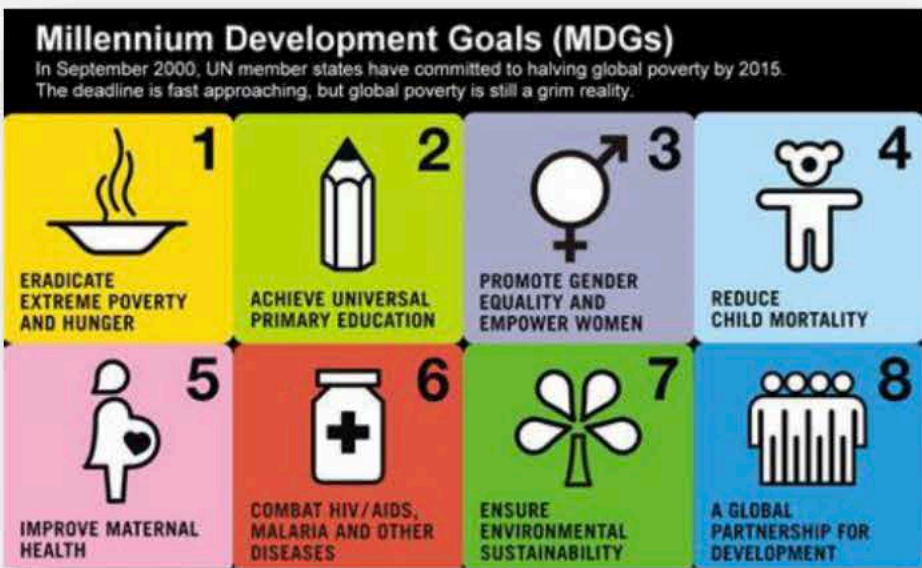 Millennium Development Goals (MDGs)
In September 2000, UN member states have committed to halving global poverty by 2015.
The deadline is fast approaching, but global poverty is still a grim reality.
1
ERADICATE
EXTREME POVERTY
AND HUNGER
2
ACHIEVE UNIVERSAL
PRIMARY EDUCATION
3
PROMOTE GENDER
EQUALITY AND
EMPOWER WOMEN
4
REDUCE
CHILD MORTALITY
5
IMPROVE MATERNAL
HEALTH
6
COMBAT HIV/AIDS,
MALARIA AND OTHER
DISEASES
7
ENSURE
ENVIRONMENTAL
SUSTAINABILITY
8
A GLOBAL
PARTNERSHIP FOR
DEVELOPMENT